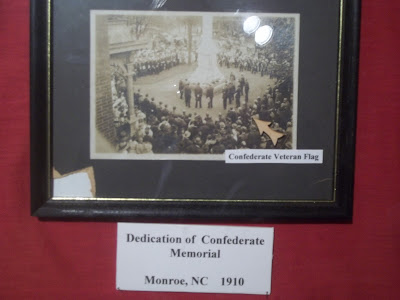 Confederate Veteran Flag
Dedication of Confederate
Memorial
Monroe, NC 1910